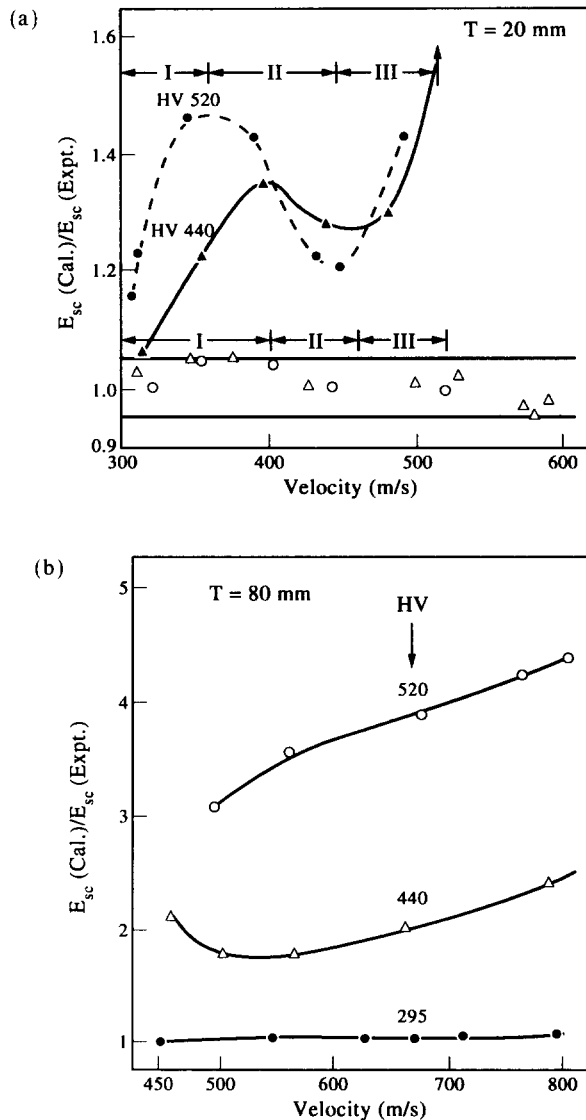 (a)
T = 20 mm
1.6
I II III
HV 520
1.4
HV 440
1.2
I II III
1.0
0.9
E_sc (Cal.)/E_sc (Expt.)
300 400 500 600
Velocity (m/s)
(b)
T = 80 mm
HV
5
520
4
3
440
2
295
1
E_sc (Cal.)/E_sc (Expt.)
450 500 600 700 800
Velocity (m/s)